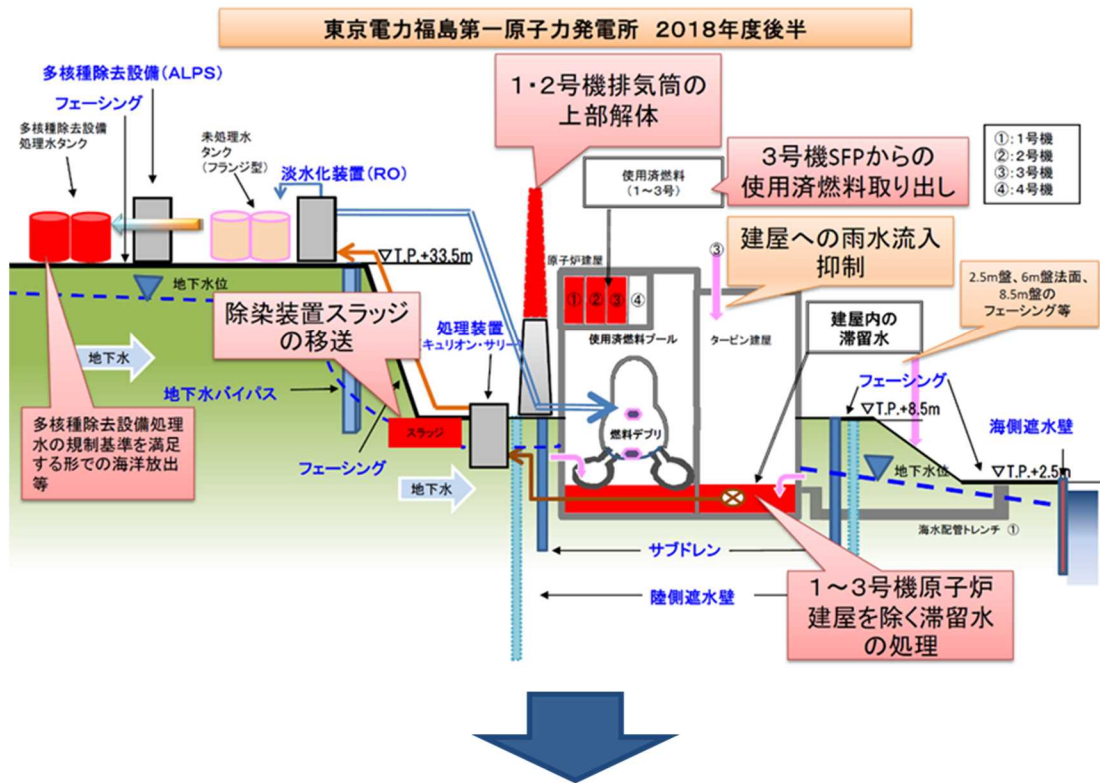 東京電力福島第一原子力発電所 2018年度後半
多核種除去設備(ALPS)
フェーシング
多核種除去設備
処理水タンク
未処理水
タンク
(フランジ型)
淡水化装置(RO)
1・2号機排気筒の
上部解体
使用済燃料
(1～3号)
3号機SFPからの
使用済燃料取り出し
①:1号機
②:2号機
③:3号機
④:4号機
建屋への雨水流入
抑制
③
2.5m盤、6m盤法面、
8.5m盤の
フェーシング等
▽T.P.+33.5m
原子炉建屋
① ② ③ ④
使用済燃料プール
タービン建屋
建屋内の
滞留水
地下水位
地下水
除染装置スラッジ
の移送
処理装置
キュリオン・サリー
地下水バイパス
多核種除去設備処理
水の規制基準を満足
する形での海洋放出
等
スラッジ
フェーシング
地下水
燃料デブリ
フェーシング
▽T.P.+8.5m
海側遮水壁
地下水位
▽T.P.+2.5m
海水配管トレンチ ①
サブドレン
陸側遮水壁
1～3号機原子炉
建屋を除く滞留水
の処理